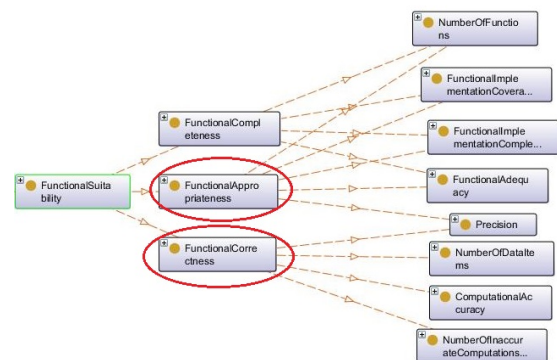 NumberOfFunctio
ns
FunctionalImple
mentationCovera...
FunctionalCompl
eteness
FunctionalImple
mentationComple...
FunctionalSuita
bility
FunctionalAppro
priateness
FunctionalAdequ
acy
Precision
FunctionalCorre
ctness
NumberOfDataIte
ms
ComputationalAc
curacy
NumberOfInaccur
ateComputations...